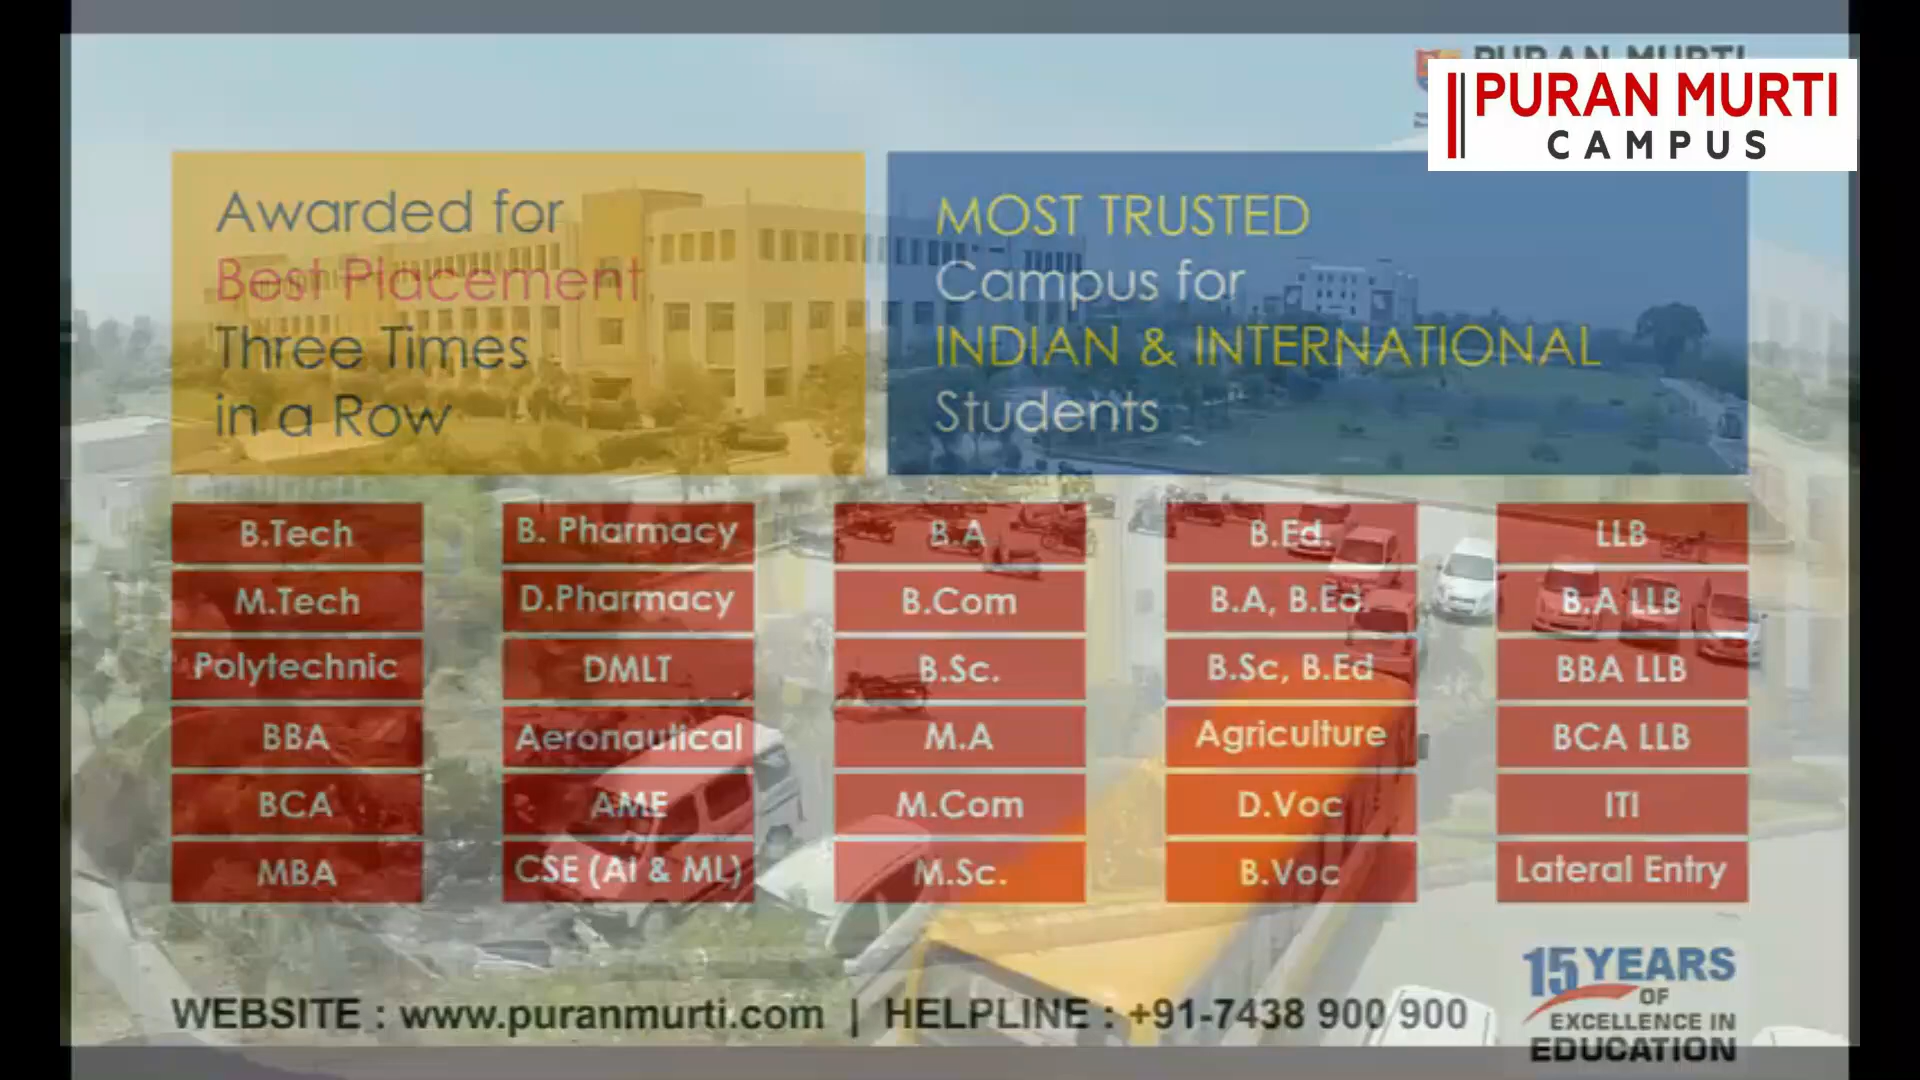 PURAN MURTI
PURAN MURTI
CAMPUS
Awarded for
Best Placement
Three Times
in a Row
MOST TRUSTED
Campus for
INDIAN & INTERNATIONAL
Students
B.Tech
M.Tech
Polytechnic
BBA
BCA
MBA
B. Pharmacy
D.Pharmacy
DMLT
Aeronautical
AME
CSE (AI & ML)
B.A
B.Com
B.Sc.
M.A
M.Com
M.Sc.
B.Ed.
B.A, B.Ed.
B.Sc, B.Ed
Agriculture
D.Voc
B.Voc
LLB
B.A LLB
BBA LLB
BCA LLB
ITI
Lateral Entry
WEBSITE : www.puranmurti.com | HELPLINE : +91-7438 900 900
15 YEARS
OF
EXCELLENCE IN
EDUCATION